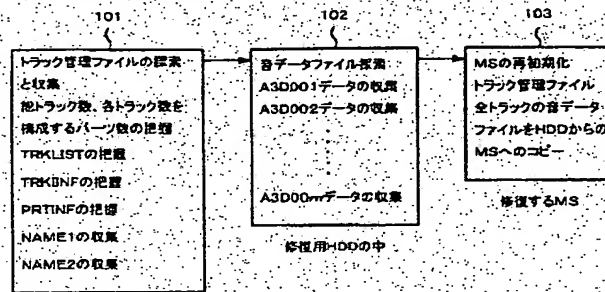 101
トラック管理ファイルの探索
と収集
総トラック数、各トラック数を
構成するパーツ数の把握
TRKLISTの把握
TRKINFの把握
PRTINFの把握
NAME1の収集
NAME2の収集
102
音データファイル探索
A3D001データの収集
A3D002データの収集
A3D00mデータの収集
修復用HDDの中
103
MSの再初期化
トラック管理ファイル
全トラックの音データ
ファイルをHDDからの
MSへのコピー
修復するMS